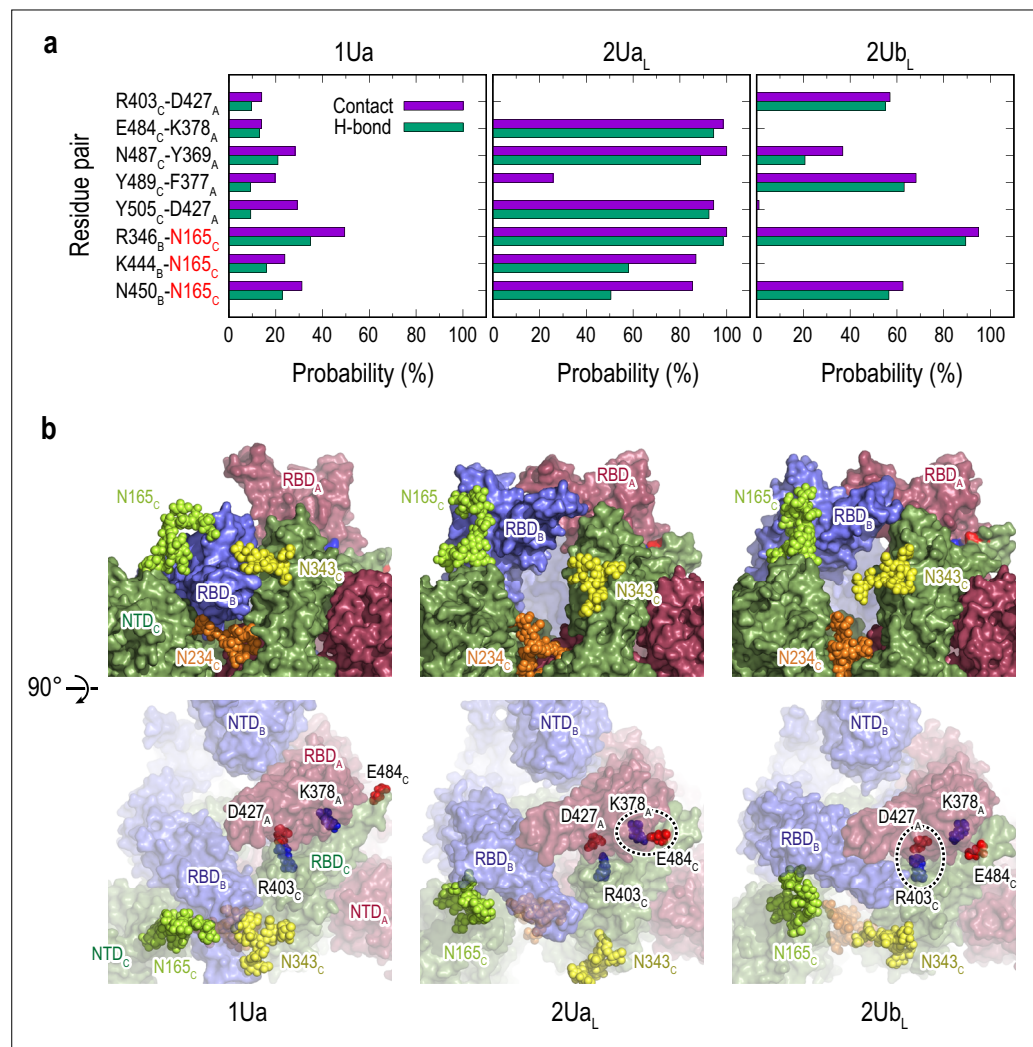 a
1Ua 2UaL 2UbL
Residue pair
R403C-D427A
E484C-K378A
N487C-Y369A
Y489C-F377A
Y505C-D427A
R346B-N165C
K444B-N165C
N450B-N165C
Contact
H-bond
0 20 40 60 80 100 0 20 40 60 80 100 0 20 40 60 80 100
Probability (%) Probability (%) Probability (%)
b
N165C RBDA RBDB N343C NTDC N234C
N165C RBDA RBDB N343C N234C
N165C RBDA RBDB N343C N234C
90°
NTDB RBDA E484C K378A D427A RBDC RBDB R403C NTDA NTDC N165C N343C
NTDB K378A D427A RBDB E484C R403C N165C N343C
NTDB K378A D427A RBDB E484C R403C N165C N343C
1Ua 2UaL 2UbL